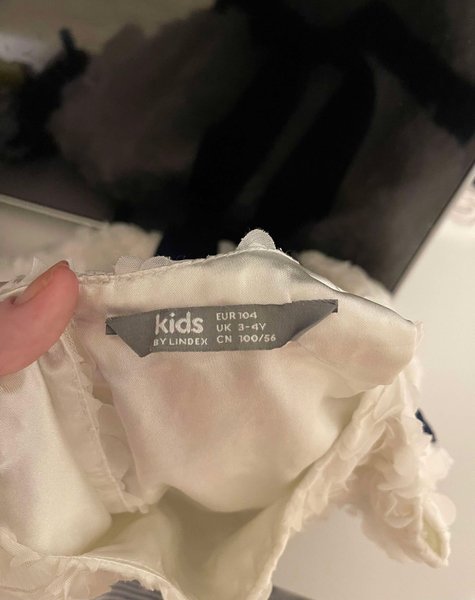 kids
BY LINDEX
EUR 104
UK 3-4Y
CN 100/56